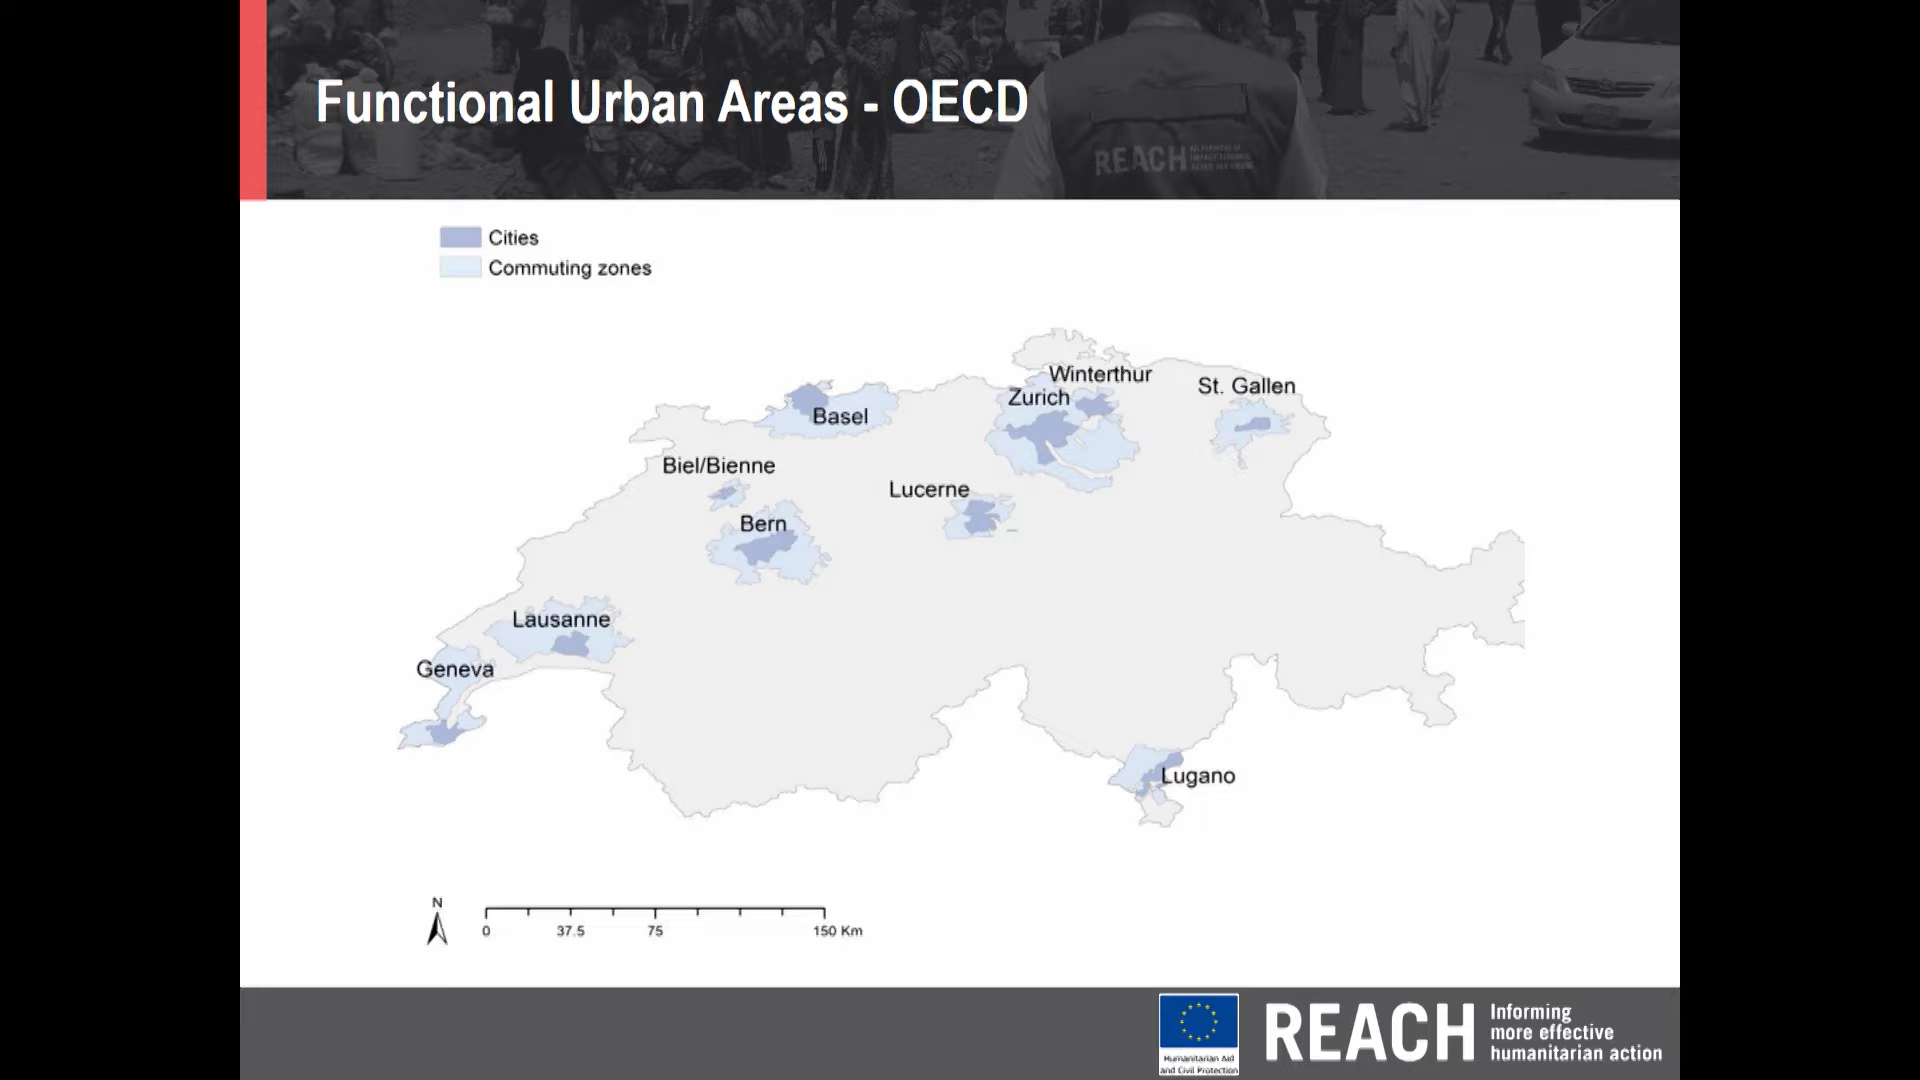 Functional Urban Areas - OECD
REACH
Cities
Commuting zones
Winterthur
Zurich
St. Gallen
Basel
Biel/Bienne
Lucerne
Bern
Lausanne
Geneva
Lugano
N
0 37.5 75 150 Km
Humanitarian Aid
and Civil Protection
REACH
Informing
more effective
humanitarian action